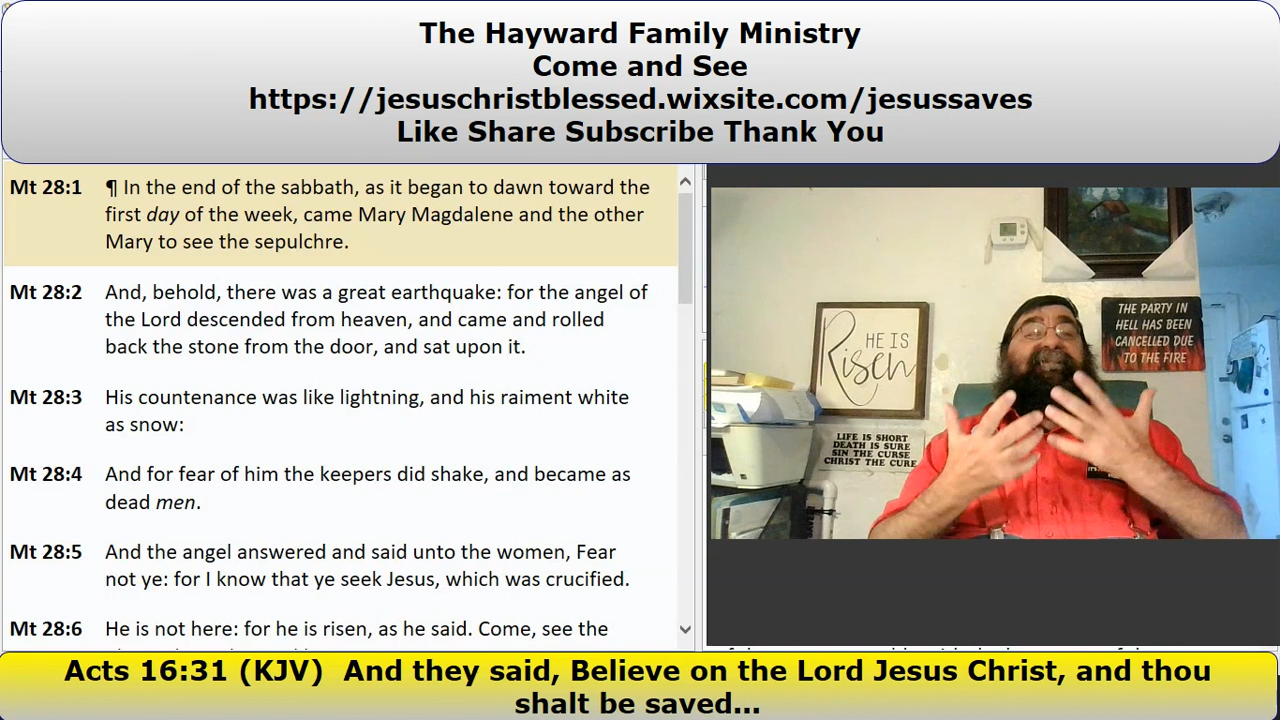 The Hayward Family Ministry
Come and See
https://jesuschristblessed.wixsite.com/jesussaves
Like Share Subscribe Thank You
Mt 28:1 ¶ In the end of the sabbath, as it began to dawn toward the
first day of the week, came Mary Magdalene and the other
Mary to see the sepulchre.
Mt 28:2 And, behold, there was a great earthquake: for the angel of
the Lord descended from heaven, and came and rolled
back the stone from the door, and sat upon it.
Mt 28:3 His countenance was like lightning, and his raiment white
as snow:
Mt 28:4 And for fear of him the keepers did shake, and became as
dead men.
Mt 28:5 And the angel answered and said unto the women, Fear
not ye: for I know that ye seek Jesus, which was crucified.
Mt 28:6 He is not here: for he is risen, as he said. Come, see the
HE IS
Risen
THE PARTY IN
HELL HAS BEEN
CANCELLED DUE
TO THE FIRE
LIFE IS SHORT
DEATH IS SURE
SIN THE CURSE
CHRIST THE CURE
Acts 16:31 (KJV) And they said, Believe on the Lord Jesus Christ, and thou
shalt be saved...